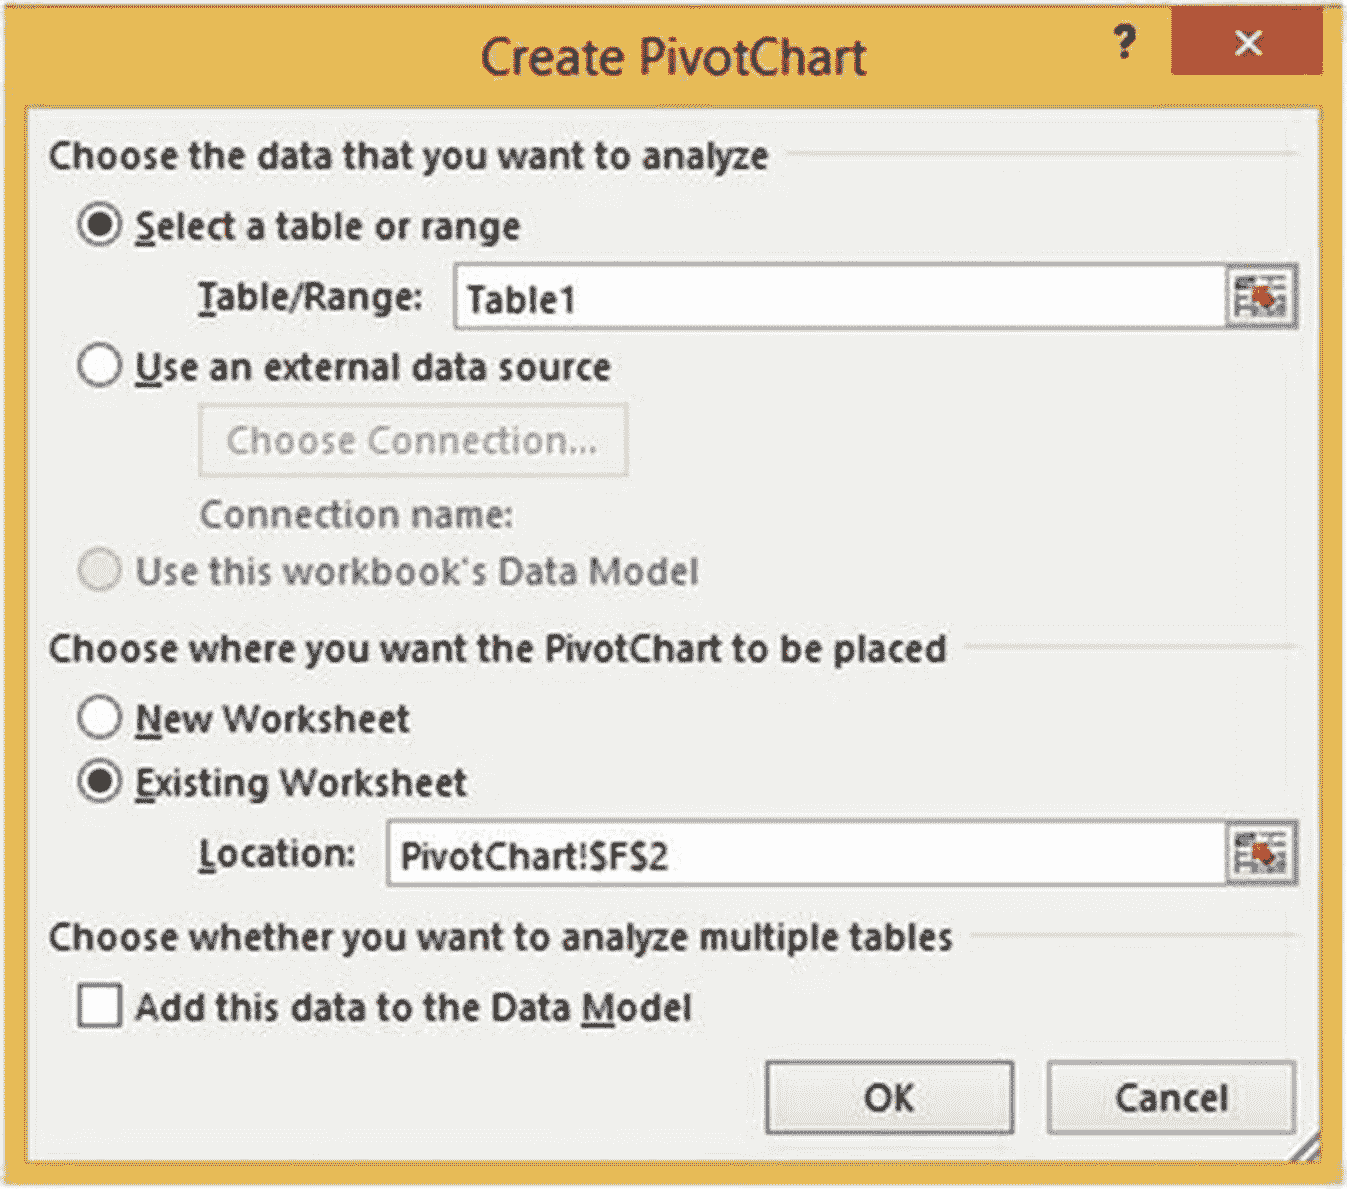 Create PivotChart
?
Choose the data that you want to analyze
Select a table or range
Table/Range: Table1
Use an external data source
Choose Connection...
Connection name:
Use this workbook's Data Model
Choose where you want the PivotChart to be placed
New Worksheet
Existing Worksheet
Location: PivotChart!$F$2
Choose whether you want to analyze multiple tables
Add this data to the Data Model
OK Cancel